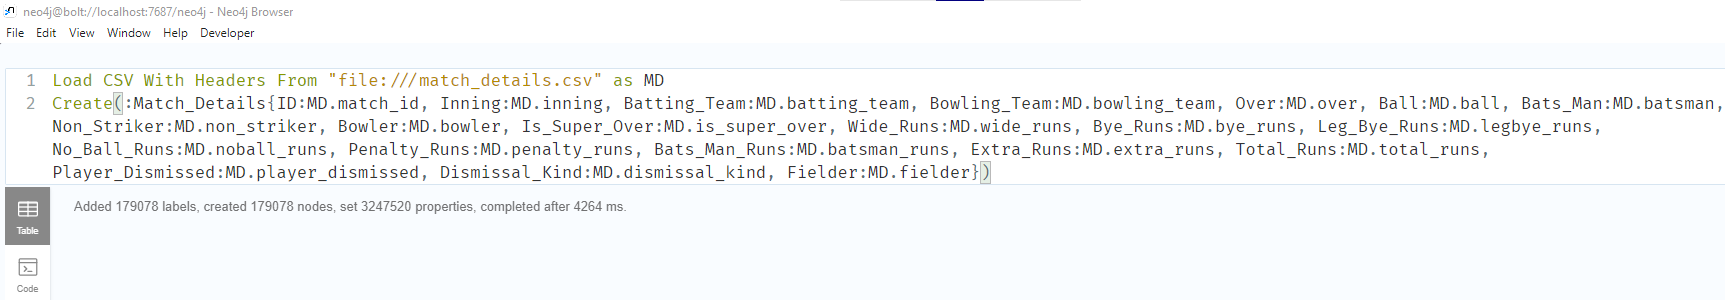 neo4j@bolt://localhost:7687/neo4j - Neo4j Browser
File Edit View Window Help Developer
1 Load CSV With Headers From "file:///match_details.csv" as MD
2 Create(:Match_Details{ID:MD.match_id, Inning:MD.inning, Batting_Team:MD.batting_team, Bowling_Team:MD.bowling_team, Over:MD.over, Ball:MD.ball, Bats_Man:MD.batsman,
Non_Striker:MD.non_striker, Bowler:MD.bowler, Is_Super_Over:MD.is_super_over, Wide_Runs:MD.wide_runs, Bye_Runs:MD.bye_runs, Leg_Bye_Runs:MD.legbye_runs,
No_Ball_Runs:MD.noball_runs, Penalty_Runs:MD.penalty_runs, Bats_Man_Runs:MD.batsman_runs, Extra_Runs:MD.extra_runs, Total_Runs:MD.total_runs,
Player_Dismissed:MD.player_dismissed, Dismissal_Kind:MD.dismissal_kind, Fielder:MD.fielder})
Added 179078 labels, created 179078 nodes, set 3247520 properties, completed after 4264 ms.
Table
Code